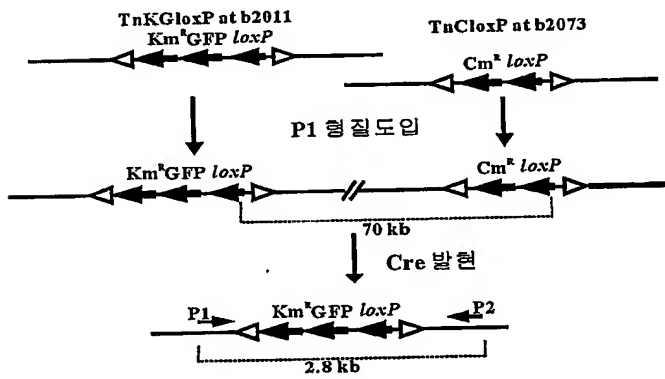 TnKGloxP at b2011
KmᴿGFP loxP
TnCloxP at b2073
Cmᴿ loxP
P1 형질도입
KmᴿGFP loxP
Cmᴿ loxP
70 kb
Cre 발현
P1
KmᴿGFP loxP
P2
2.8 kb